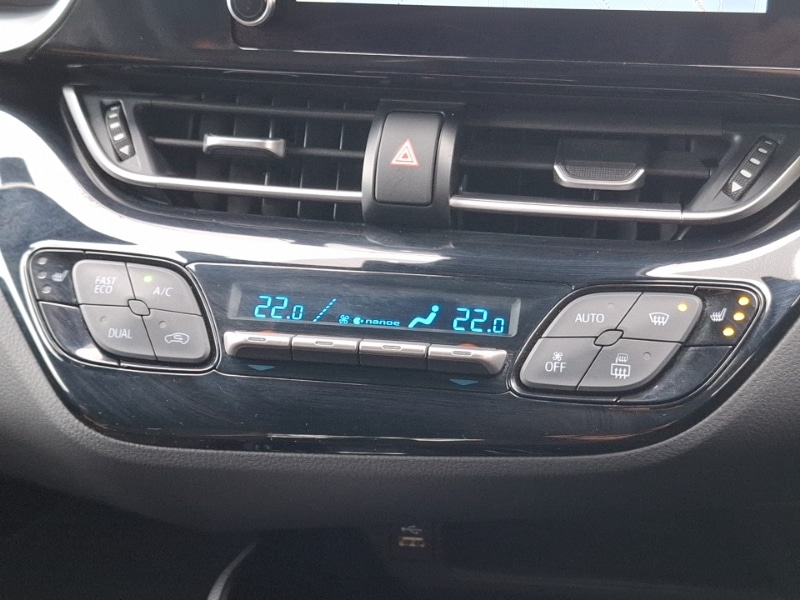 FAST
ECO
A/C
DUAL
22.0
nanoe
22.0
AUTO
OFF